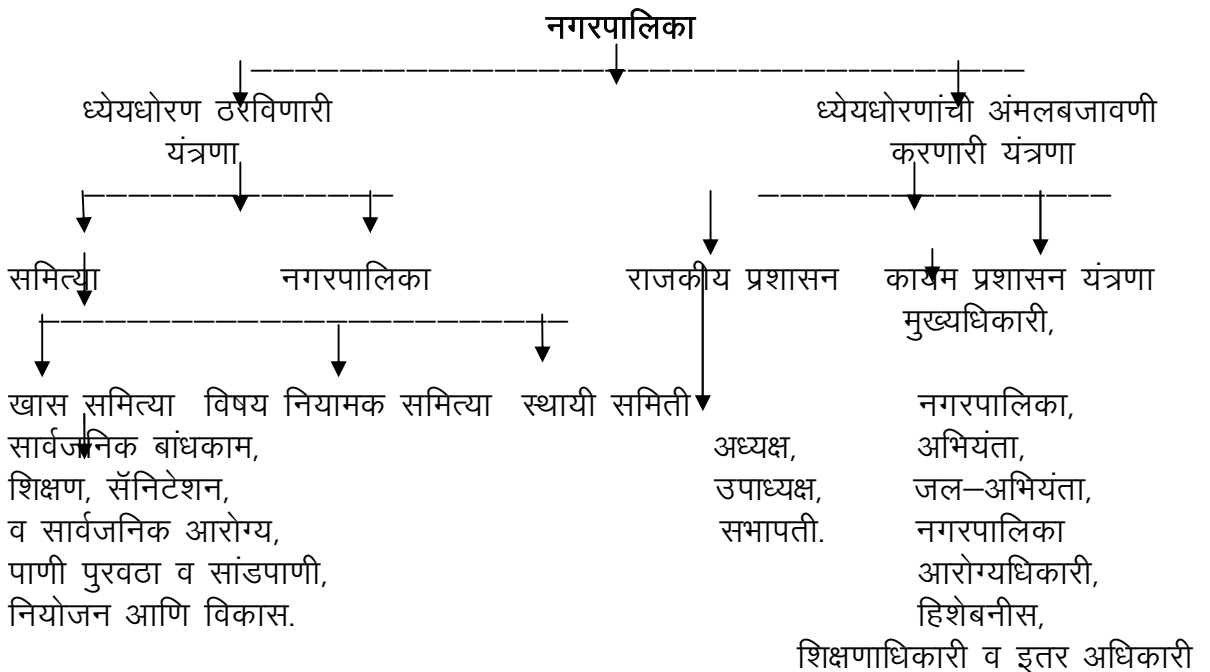 नगरपालिका
ध्येयधोरण ठरविणारी ध्येयधोरणांची अंमलबजावणी
यंत्रणा करणारी यंत्रणा
समित्या नगरपालिका राजकीय प्रशासन कायम प्रशासन यंत्रणा
मुख्यधिकारी,
खास समित्या विषय नियामक समित्या स्थायी समिती नगरपालिका,
सार्वजनिक बांधकाम, अध्यक्ष, अभियंता,
शिक्षण, सॅनिटेशन, उपाध्यक्ष, जल–अभियंता,
व सार्वजनिक आरोग्य, सभापती. नगरपालिका
पाणी पुरवठा व सांडपाणी, आरोग्यधिकारी,
नियोजन आणि विकास. हिशेबनीस,
शिक्षणाधिकारी व इतर अधिकारी